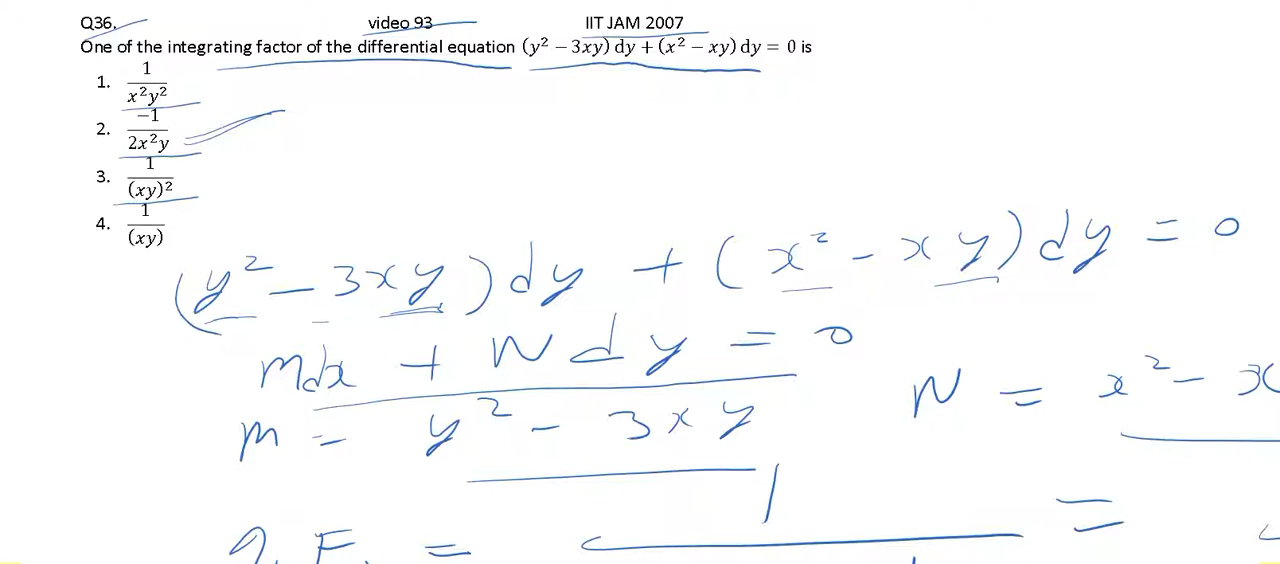 Q36. video 93 IIT JAM 2007
One of the integrating factor of the differential equation (y² − 3xy) dy + (x² − xy) dy = 0 is
1. 1/(x²y²)
2. −1/(2x²y)
3. 1/(xy)²
4. 1/(xy)
(y² − 3xy) dy + (x² − xy) dy = 0
Mdx + N dy = 0
M = y² − 3xy N = x² −
I.F. = 1 =